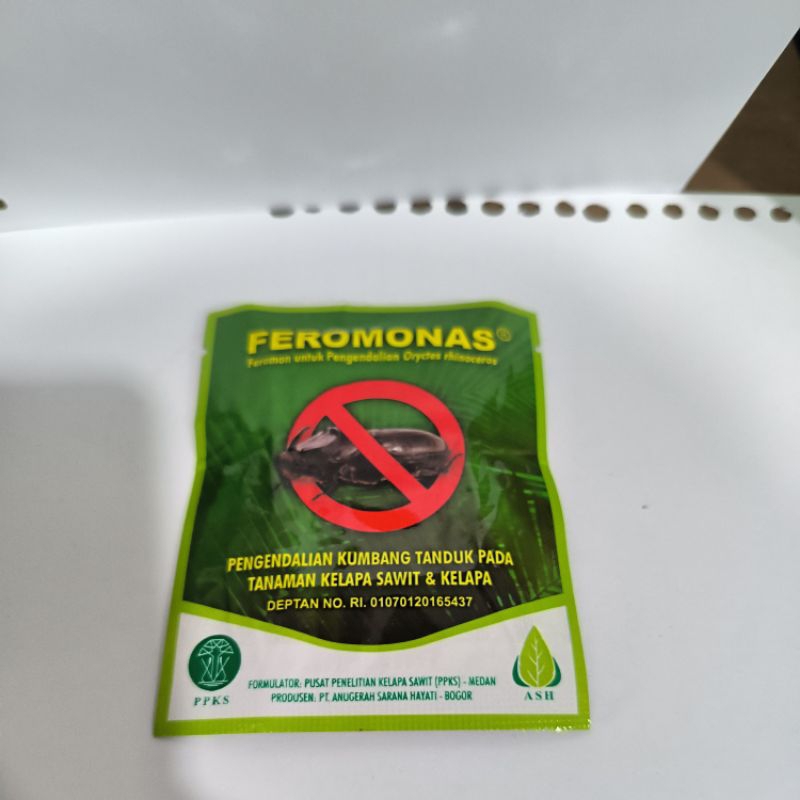 FEROMONAS®
Feromon untuk Pengendalian Oryctes rhinoceros
PENGENDALIAN KUMBANG TANDUK PADA
TANAMAN KELAPA SAWIT & KELAPA
DEPTAN NO. RI. 01070120165437
PPKS
FORMULATOR: PUSAT PENELITIAN KELAPA SAWIT (PPKS) - MEDAN
PRODUSEN: PT. ANUGERAH SARANA HAYATI - BOGOR
ASH